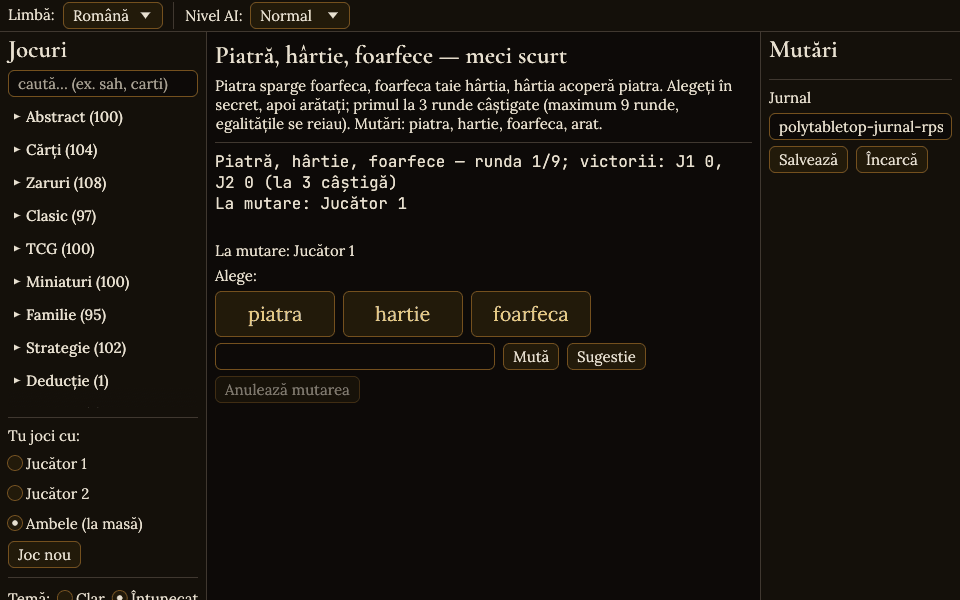 Limbă: Română ▼ Nivel AI: Normal ▼
Jocuri
caută... (ex. sah, carti)
▸ Abstract (100)
▸ Cărți (104)
▸ Zaruri (108)
▸ Clasic (97)
▸ TCG (100)
▸ Miniaturi (100)
▸ Familie (95)
▸ Strategie (102)
▸ Deducție (1)
Tu joci cu:
Jucător 1
Jucător 2
Ambele (la masă)
Joc nou
Temă: Clar Întunecat
Piatră, hârtie, foarfece — meci scurt
Piatra sparge foarfeca, foarfeca taie hârtia, hârtia acoperă piatra. Alegeți în
secret, apoi arătați; primul la 3 runde câștigate (maximum 9 runde,
egalitățile se reiau). Mutări: piatra, hartie, foarfeca, arat.
Piatră, hârtie, foarfece — runda 1/9; victorii: J1 0,
J2 0 (la 3 câștigă)
La mutare: Jucător 1
La mutare: Jucător 1
Alege:
piatra hartie foarfeca
Mută Sugestie
Anulează mutarea
Mutări
Jurnal
polytabletop-jurnal-rps
Salvează Încarcă